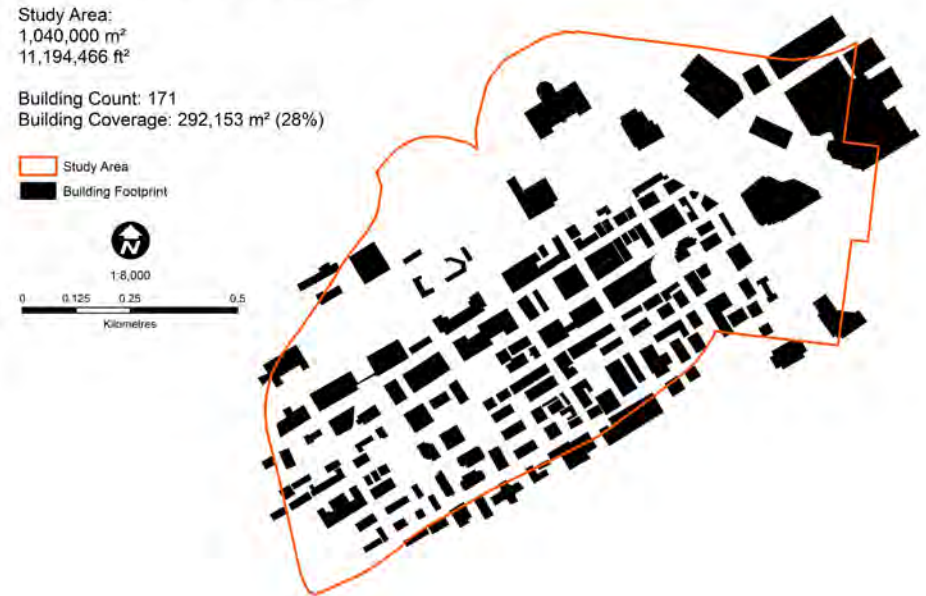 Study Area:
1,040,000 m²
11,194,466 ft²
Building Count: 171
Building Coverage: 292,153 m² (28%)
Study Area
Building Footprint
N
1:8,000
0 0.125 0.25 0.5
Kilometres